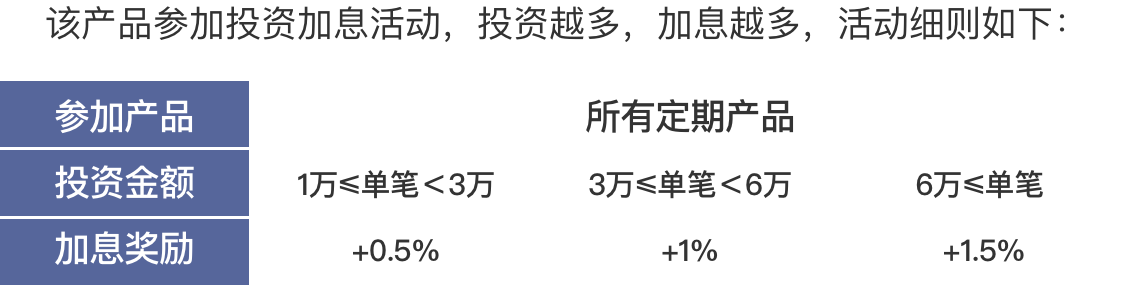 该产品参加投资加息活动，投资越多，加息越多，活动细则如下：
参加产品 所有定期产品
投资金额 1万≤单笔＜3万 3万≤单笔＜6万 6万≤单笔
加息奖励 +0.5% +1% +1.5%